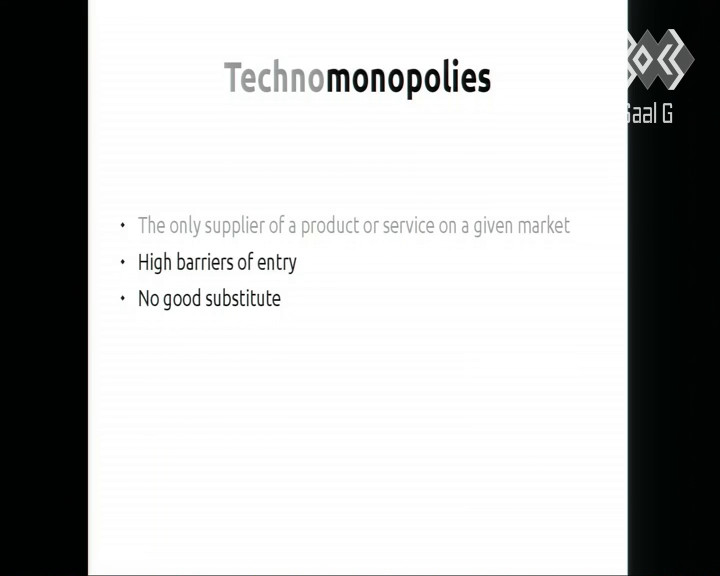 Technomonopolies
• The only supplier of a product or service on a given market
• High barriers of entry
• No good substitute
Saal G